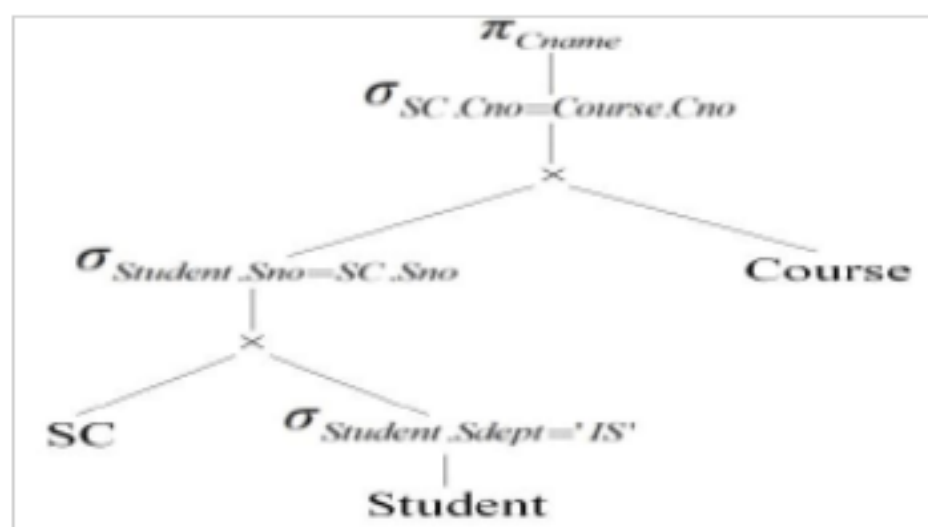 π Cname
σ SC.Cno=Course.Cno
×
σ Student.Sno=SC.Sno
Course
×
SC
σ Student.Sdept='IS'
Student